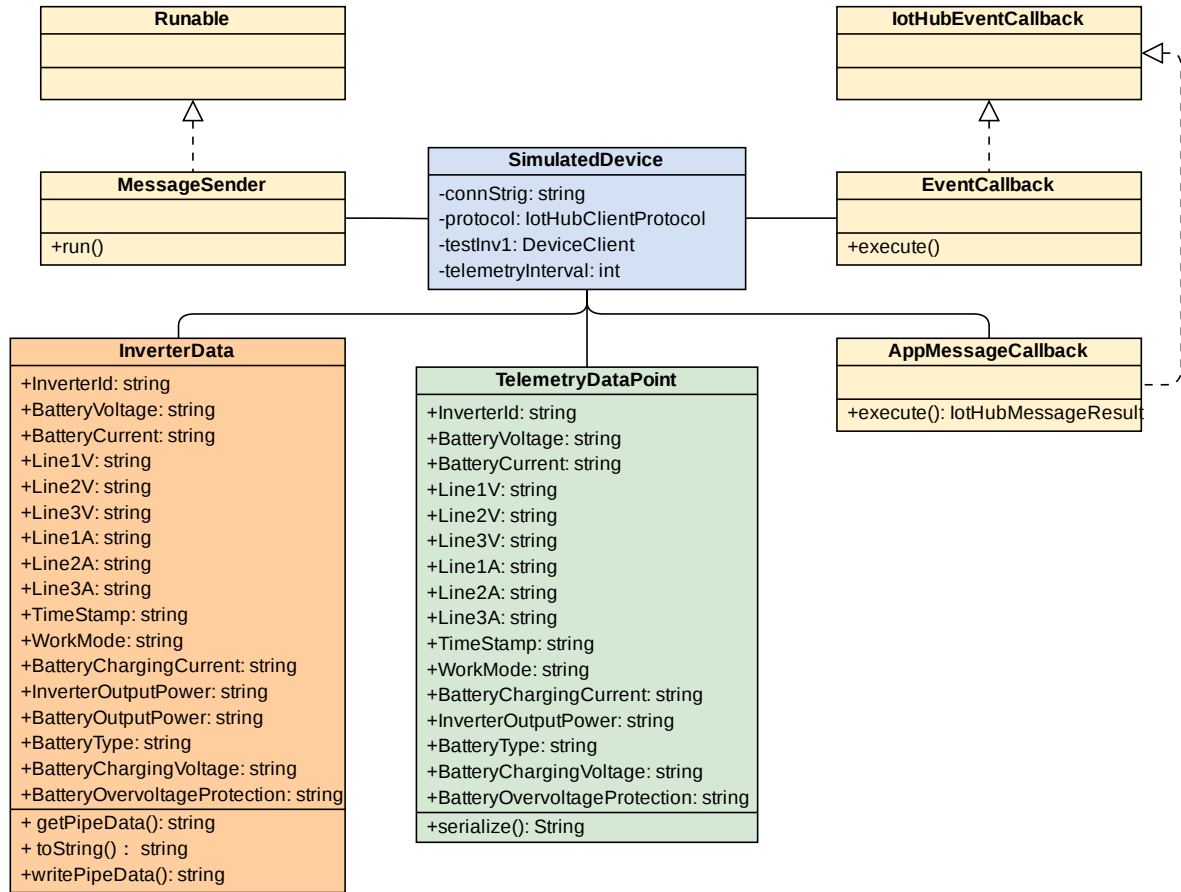 Runable
IotHubEventCallback
MessageSender
+run()
SimulatedDevice
-connStrig: string
-protocol: IotHubClientProtocol
-testInv1: DeviceClient
-telemetryInterval: int
EventCallback
+execute()
InverterData
+InverterId: string
+BatteryVoltage: string
+BatteryCurrent: string
+Line1V: string
+Line2V: string
+Line3V: string
+Line1A: string
+Line2A: string
+Line3A: string
+TimeStamp: string
+WorkMode: string
+BatteryChargingCurrent: string
+InverterOutputPower: string
+BatteryOutputPower: string
+BatteryType: string
+BatteryChargingVoltage: string
+BatteryOvervoltageProtection: string
+ getPipeData(): string
+ toString()： string
+writePipeData(): string
TelemetryDataPoint
+InverterId: string
+BatteryVoltage: string
+BatteryCurrent: string
+Line1V: string
+Line2V: string
+Line3V: string
+Line1A: string
+Line2A: string
+Line3A: string
+TimeStamp: string
+WorkMode: string
+BatteryChargingCurrent: string
+InverterOutputPower: string
+BatteryType: string
+BatteryChargingVoltage: string
+BatteryOvervoltageProtection: string
+serialize(): String
AppMessageCallback
+execute(): IotHubMessageResult